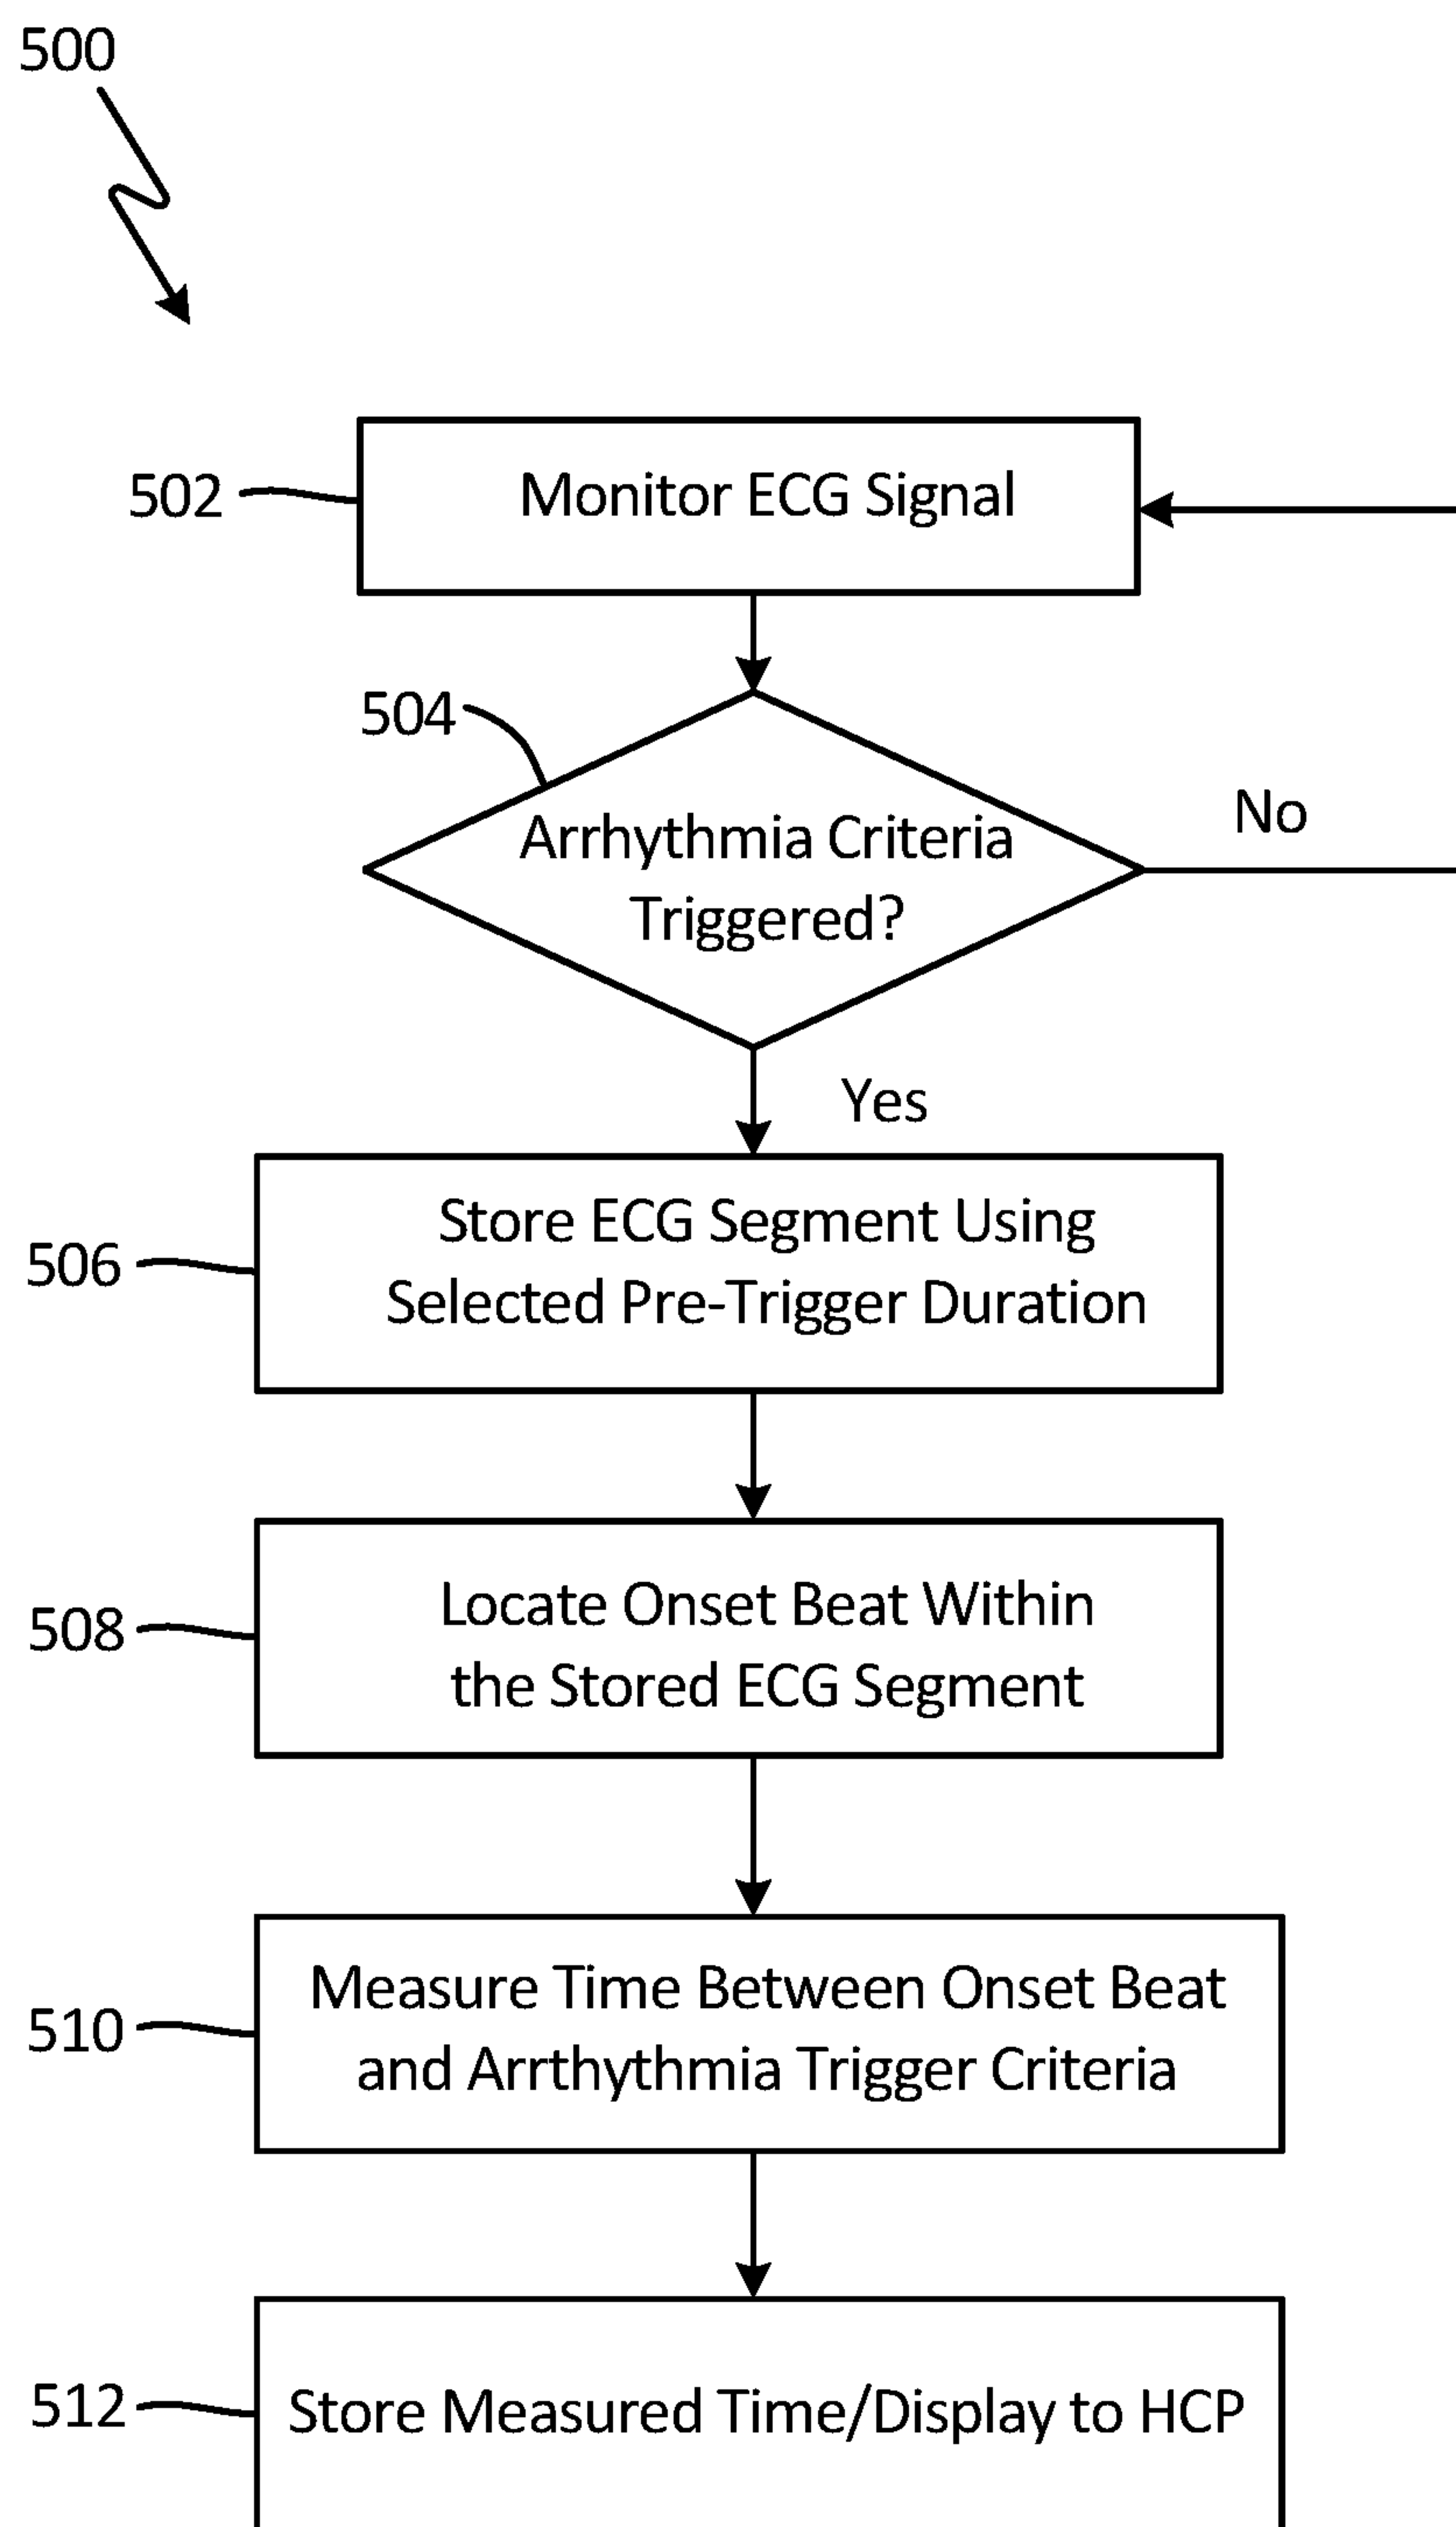 500
502
Monitor ECG Signal
504
Arrhythmia Criteria
Triggered?
No
Yes
506
Store ECG Segment Using
Selected Pre-Trigger Duration
508
Locate Onset Beat Within
the Stored ECG Segment
510
Measure Time Between Onset Beat
and Arrthythmia Trigger Criteria
512
Store Measured Time/Display to HCP